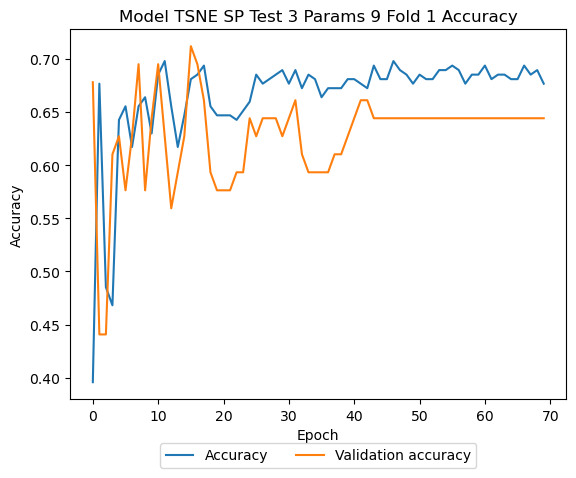 Model TSNE SP Test 3 Params 9 Fold 1 Accuracy
0.70
0.65
0.60
0.55
0.50
0.45
0.40
Accuracy
0 10 20 30 40 50 60 70
Epoch
Accuracy Validation accuracy